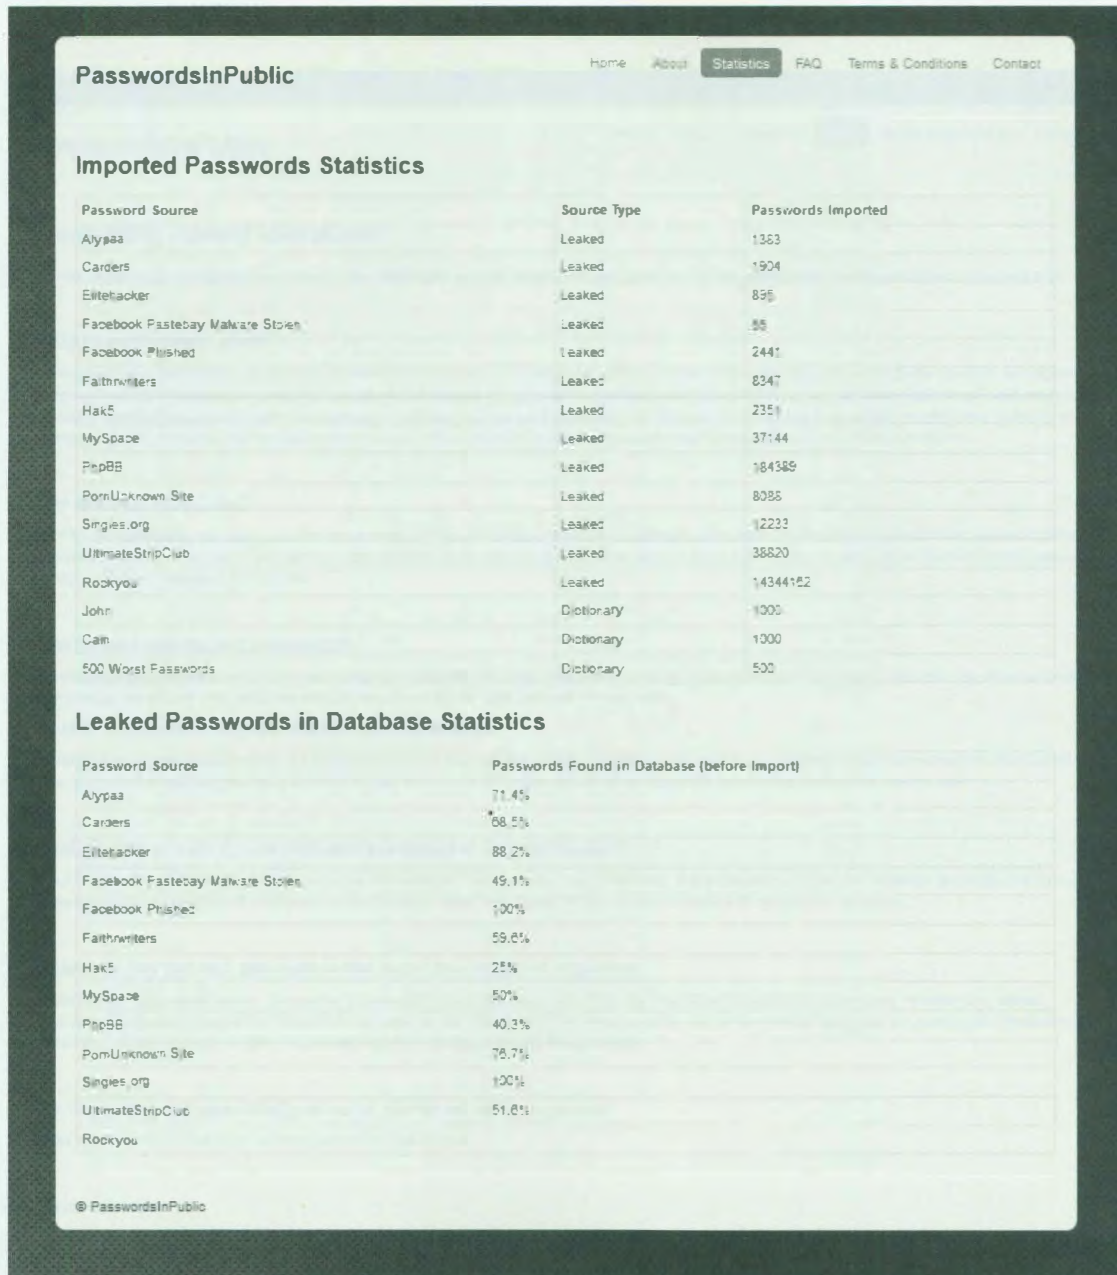 PasswordsInPublic
Home About Statistics FAQ Terms & Conditions Contact
Imported Passwords Statistics
Password Source Source Type Passwords Imported
Alypaa Leaked 1383
Carders Leaked 1904
Elitehacker Leaked 895
Facebook Pastebay Malware Stolen Leaked 55
Facebook Phished Leaked 2441
Faithwriters Leaked 8347
Hak5 Leaked 2351
MySpace Leaked 37144
PhpBB Leaked 184389
PornUnknown Site Leaked 8088
Singles.org Leaked 12233
UltimateStripClub Leaked 38820
Rockyou Leaked
John Dictionary
Cain Dictionary 1000
500 Worst Passwords Dictionary 500
Leaked Passwords in Database Statistics
Password Source Passwords Found in Database (before Import)
Alypaa 71.4%
Carders 68.5%
Elitehacker 88.2%
Facebook Pastebay Malware Stolen 49.1%
Facebook Phished 100%
Faithwriters 59.6%
Hak5 25%
MySpace 50%
PhpBB 40.3%
PornUnknown Site 76.7%
Singles.org 100%
UltimateStripClub 51.6%
Rockyou
© PasswordsInPublic